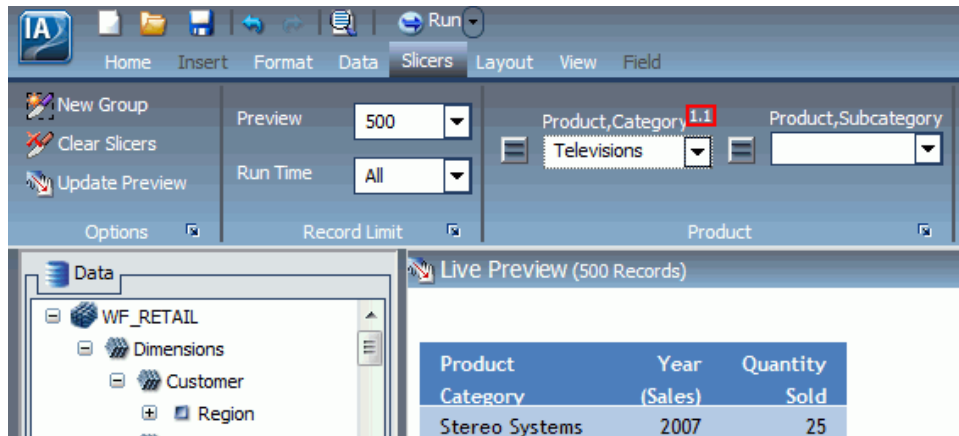 IA
Run
Home Insert Format Data Slicers Layout View Field
New Group
Clear Slicers
Update Preview
Options
Preview 500
Run Time All
Record Limit
Product,Category 1.1 Product,Subcategory
Televisions
Product
Data
WF_RETAIL
Dimensions
Customer
Region
Live Preview (500 Records)
Product Year Quantity
Category (Sales) Sold
Stereo Systems 2007 25